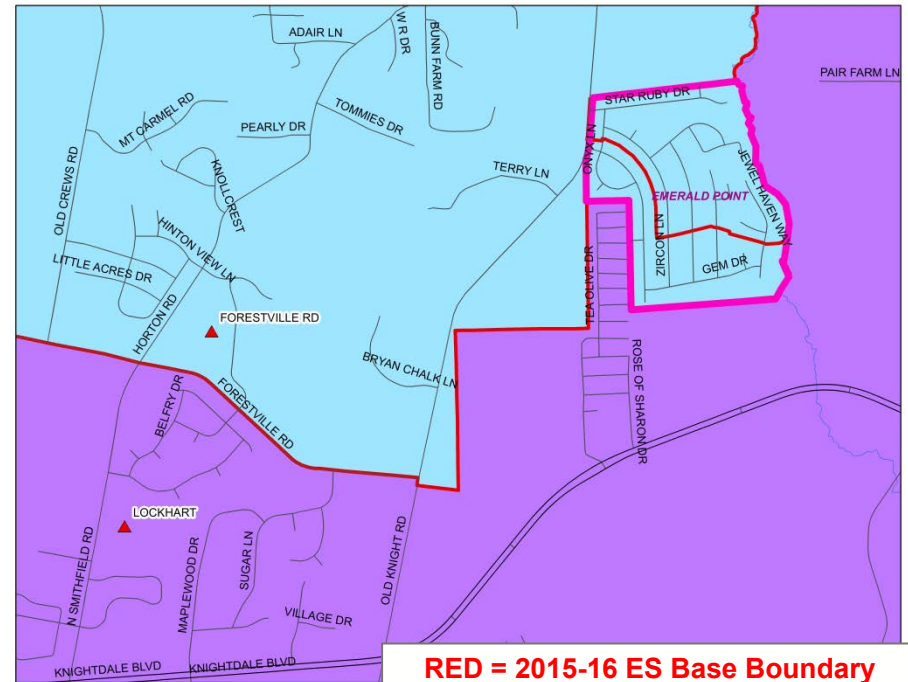 ADAIR LN
W R DR
BUNN FARM RD
PAIR FARM LN
STAR RUBY DR
MT CARMEL RD
TOMMIES DR
PEARLY DR
ONYX LN
JEWEL HAVEN WAY
TERRY LN
KNOLLCREST
EMERALD POINT
OLD CREWS RD
HINTON VIEW LN
ZIRCON LN
LITTLE ACRES DR
GEM DR
HORTON RD
FORESTVILLE RD
TEA OLIVE DR
BRYAN CHALK LN
ROSE OF SHARON DR
BELFRY DR
FORESTVILLE RD
LOCKHART
N SMITHFIELD RD
MAPLEWOOD DR
SUGAR LN
OLD KNIGHT RD
VILLAGE DR
KNIGHTDALE BLVD
KNIGHTDALE BLVD
RED = 2015-16 ES Base Boundary